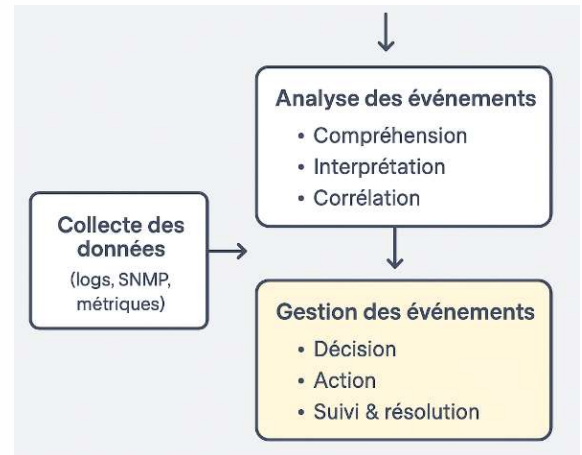 Analyse des événements
• Compréhension
• Interprétation
• Corrélation
Collecte des
données
(logs, SNMP,
métriques)
Gestion des événements
• Décision
• Action
• Suivi & résolution